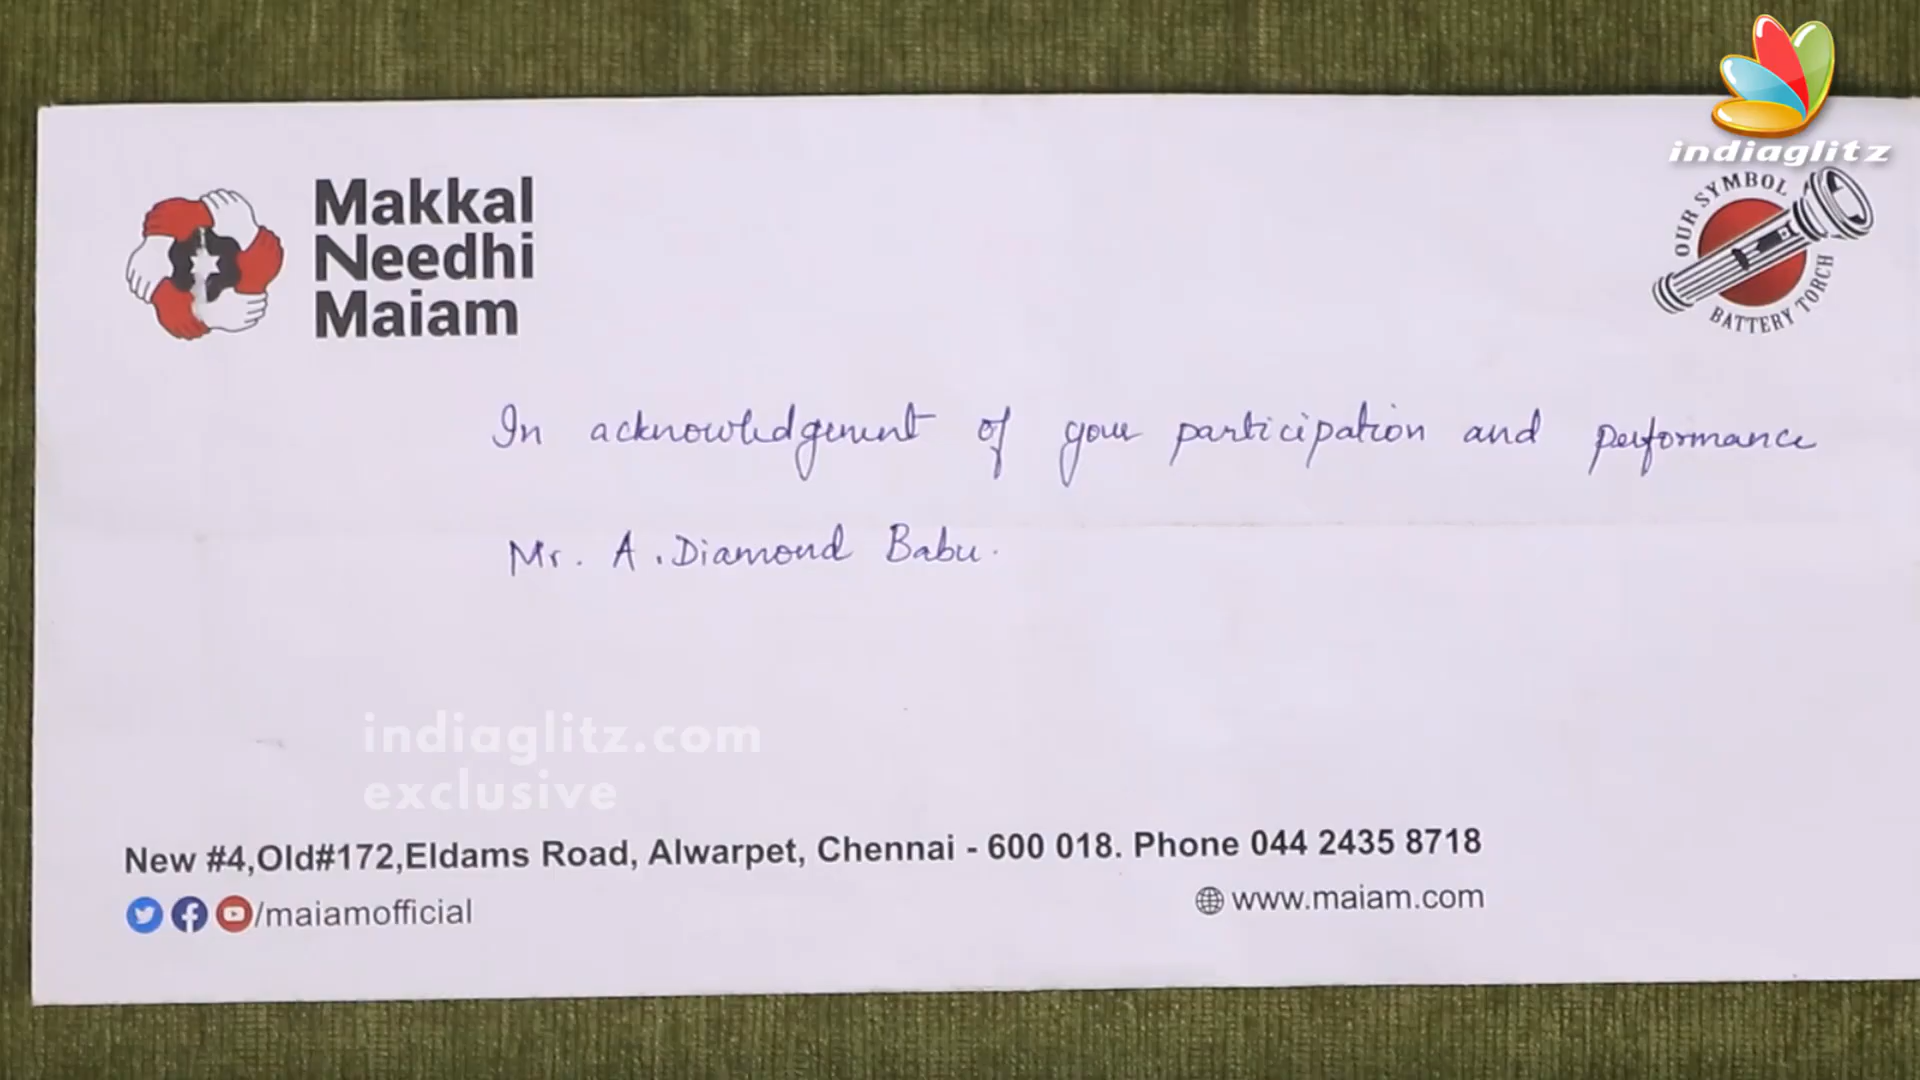 indiaglitz
Makkal
Needhi
Maiam
OUR SYMBOL
BATTERY TORCH
In acknowledgement of your participation and performance
Mr. A. Diamond Babu.
indiaglitz.com
exclusive
New #4,Old#172,Eldams Road, Alwarpet, Chennai - 600 018. Phone 044 2435 8718
/maiamofficial
www.maiam.com